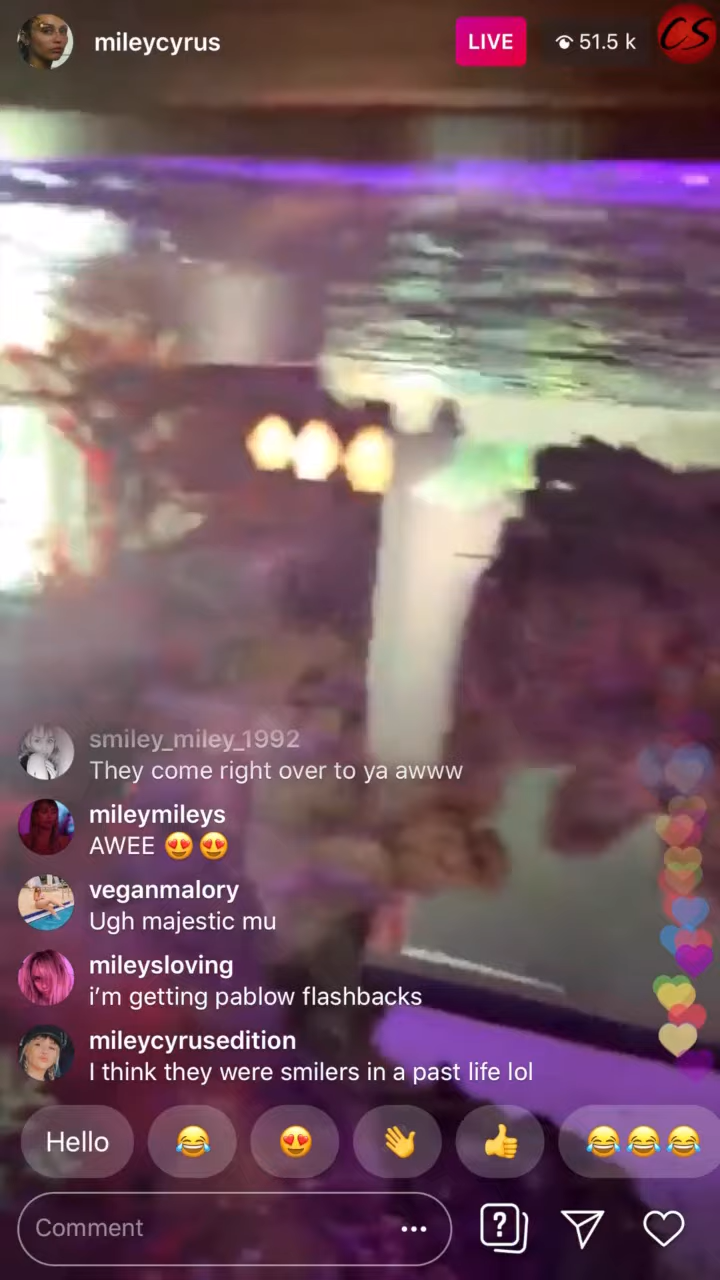 mileycyrus
LIVE
51.5 k
CS
smiley_miley_1992
They come right over to ya awww
mileymileys
AWEE 😍😍
veganmalory
Ugh majestic mu
mileysloving
i’m getting pablow flashbacks
mileycyrusedition
I think they were smilers in a past life lol
Hello 😂 😍 👋 👍 😂😂😂
Comment ...
?